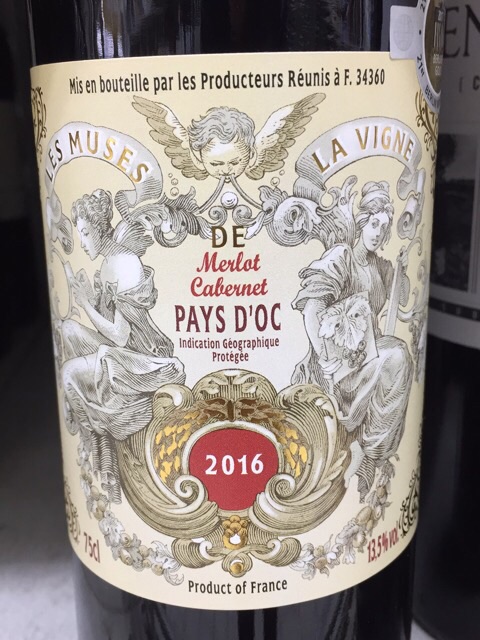 Mis en bouteille par les Producteurs Réunis à F. 34360
LES MUSES
LA VIGNE
DE
Merlot
Cabernet
PAYS D'OC
Indication Géographique
Protégée
2016
75cl
13.5% vol.
Product of France
EN